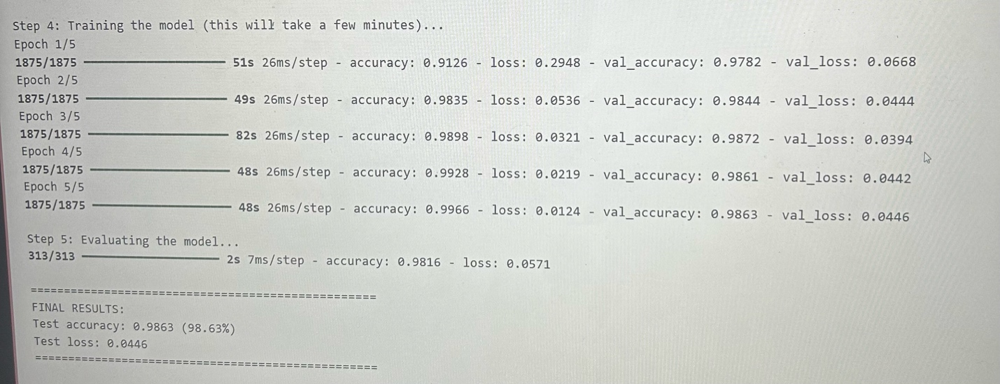 Step 4: Training the model (this will take a few minutes)...
Epoch 1/5
1875/1875 ━━━━━━━━━━━━━━━━━━━━ 51s 26ms/step - accuracy: 0.9126 - loss: 0.2948 - val_accuracy: 0.9782 - val_loss: 0.0668
Epoch 2/5
1875/1875 ━━━━━━━━━━━━━━━━━━━━ 49s 26ms/step - accuracy: 0.9835 - loss: 0.0536 - val_accuracy: 0.9844 - val_loss: 0.0444
Epoch 3/5
1875/1875 ━━━━━━━━━━━━━━━━━━━━ 82s 26ms/step - accuracy: 0.9898 - loss: 0.0321 - val_accuracy: 0.9872 - val_loss: 0.0394
Epoch 4/5
1875/1875 ━━━━━━━━━━━━━━━━━━━━ 48s 26ms/step - accuracy: 0.9928 - loss: 0.0219 - val_accuracy: 0.9861 - val_loss: 0.0442
Epoch 5/5
1875/1875 ━━━━━━━━━━━━━━━━━━━━ 48s 26ms/step - accuracy: 0.9966 - loss: 0.0124 - val_accuracy: 0.9863 - val_loss: 0.0446
Step 5: Evaluating the model...
313/313 ━━━━━━━━━━━━━━━━━━━━ 2s 7ms/step - accuracy: 0.9816 - loss: 0.0571
==================================================
FINAL RESULTS:
Test accuracy: 0.9863 (98.63%)
Test loss: 0.0446
==================================================